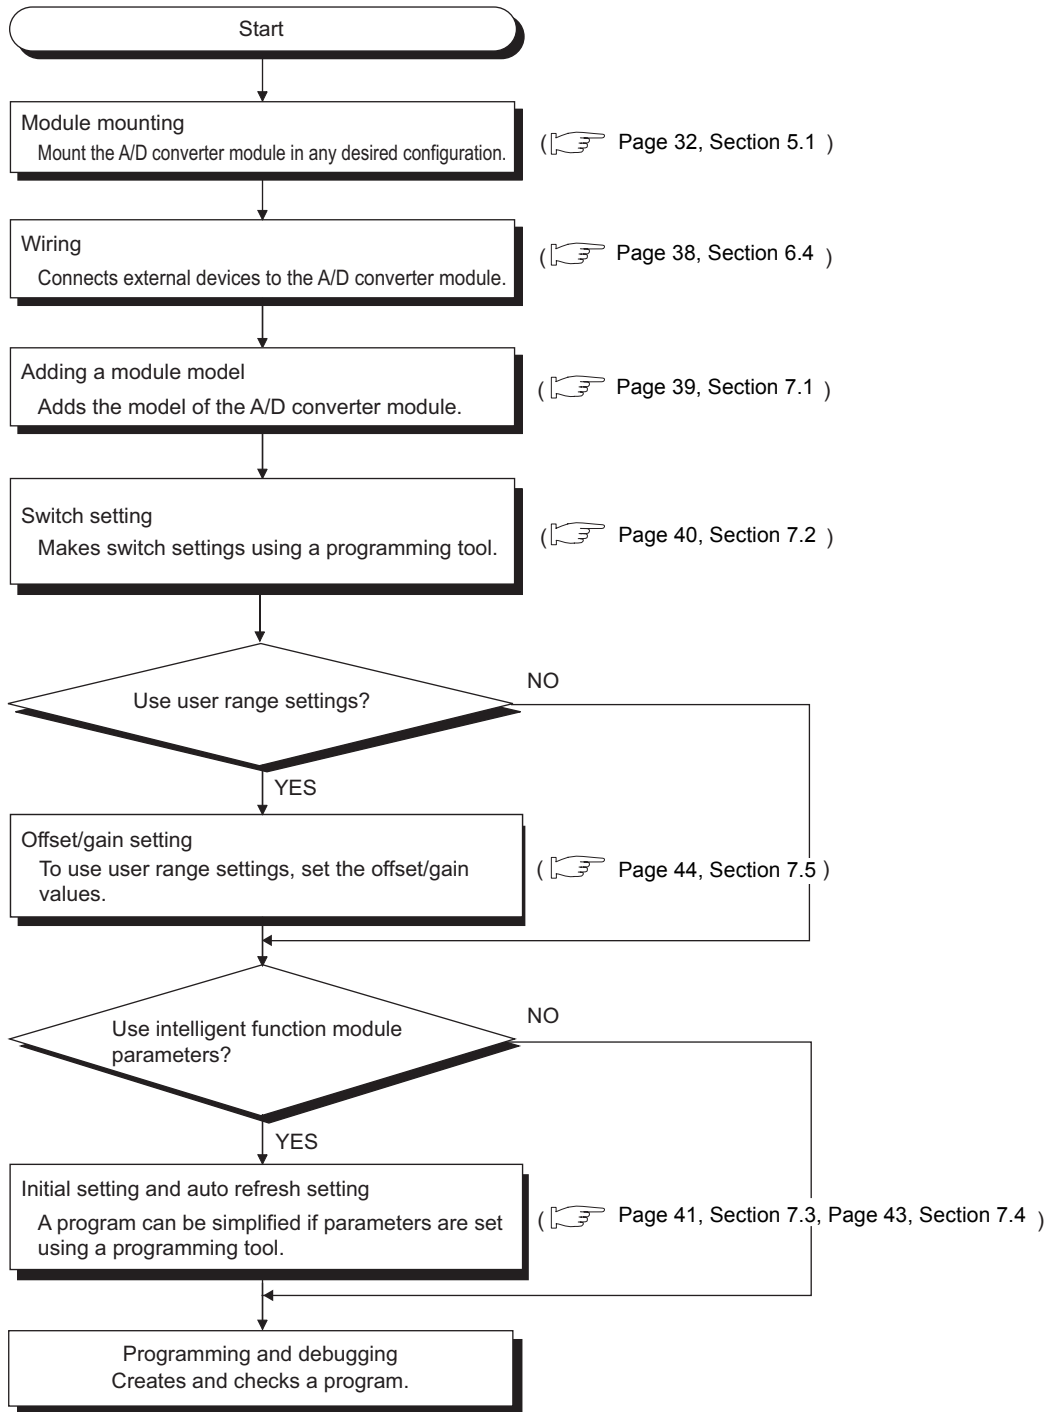 Start
Module mounting
Mount the A/D converter module in any desired configuration.
( Page 32, Section 5.1 )
Wiring
Connects external devices to the A/D converter module.
( Page 38, Section 6.4 )
Adding a module model
Adds the model of the A/D converter module.
( Page 39, Section 7.1 )
Switch setting
Makes switch settings using a programming tool.
( Page 40, Section 7.2 )
Use user range settings?
NO
YES
Offset/gain setting
To use user range settings, set the offset/gain
values.
( Page 44, Section 7.5 )
Use intelligent function module
parameters?
NO
YES
Initial setting and auto refresh setting
A program can be simplified if parameters are set
using a programming tool.
( Page 41, Section 7.3, Page 43, Section 7.4 )
Programming and debugging
Creates and checks a program.